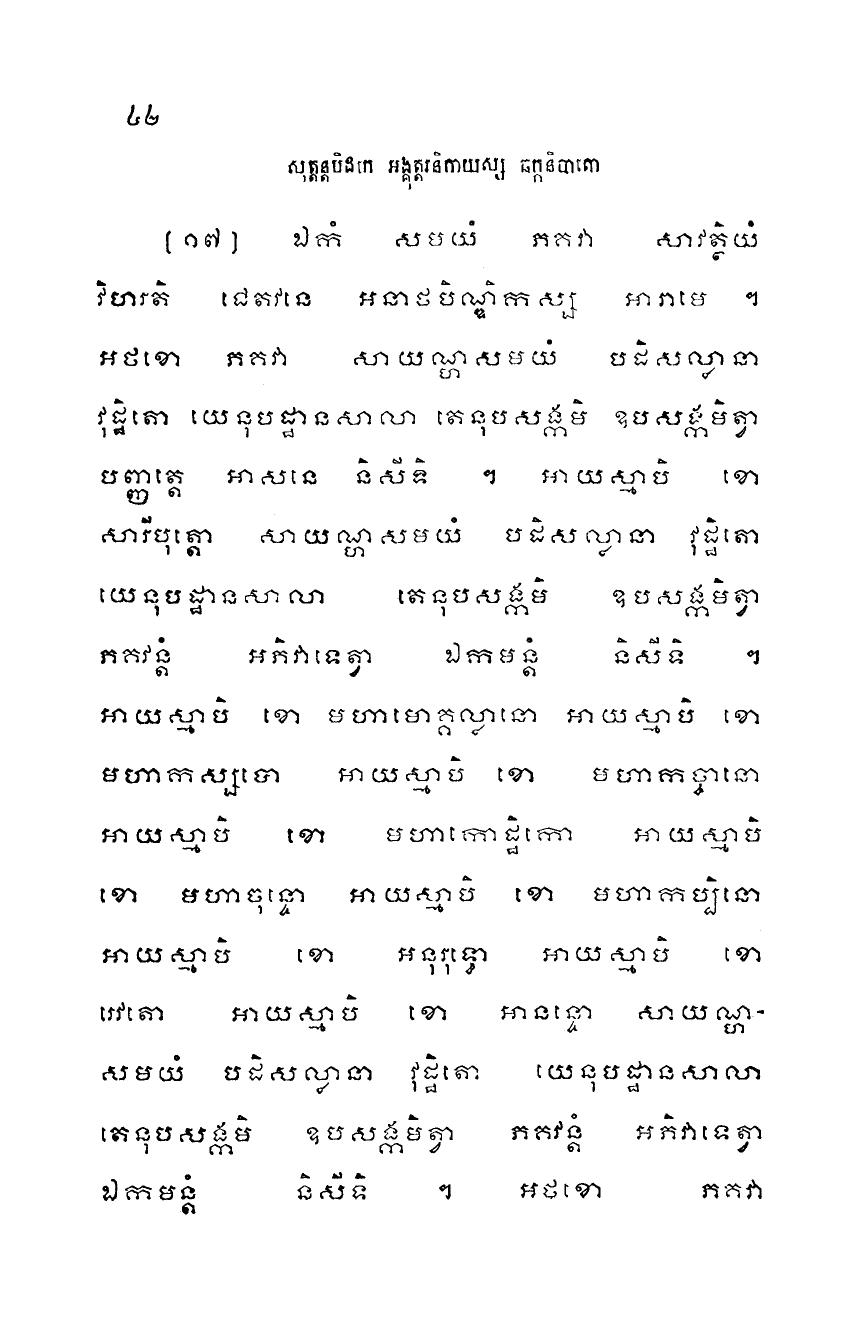 ៤២
សុត្តន្តបិដកេ អង្គុត្តរនិកាយស្ស ឆក្កនិបាតោ
[១៧] ឯកំ សមយំ ភគវា សាវត្ថិយំ
វិហរតិ ជេតវនេ អនាថបិណ្ឌិកស្ស អារាមេ ។
អថខោ ភគវា សាយណ្ហសមយំ បដិសល្លានា
វុដ្ឋិតោ យេនុបដ្ឋានសាលា តេនុបសង្កមិ ឧបសង្កមិត្វា
បញ្ញត្តេ អាសនេ និសីទិ ។ អាយស្មាបិ ខោ
សារីបុត្តោ សាយណ្ហសមយំ បដិសល្លានា វុដ្ឋិតោ
យេនុបដ្ឋានសាលា តេនុបសង្កមិ ឧបសង្កមិត្វា
ភគវន្តំ អភិវាទេត្វា ឯកមន្តំ និសីទិ ។
អាយស្មាបិ ខោ មហាមោគ្គល្លានោ អាយស្មាបិ ខោ
មហាកស្សបោ អាយស្មាបិ ខោ មហាកច្ចានោ
អាយស្មាបិ ខោ មហាកោដ្ឋិកោ អាយស្មាបិ
ខោ មហាចុន្ទោ អាយស្មាបិ ខោ មហាកប្បិនោ
អាយស្មាបិ ខោ អនុរុទ្ធោ អាយស្មាបិ ខោ
រេវតោ អាយស្មាបិ ខោ អានន្ទោ សាយណ្ហ-
សមយំ បដិសល្លានា វុដ្ឋិតោ យេនុបដ្ឋានសាលា
តេនុបសង្កមិ ឧបសង្កមិត្វា ភគវន្តំ អភិវាទេត្វា
ឯកមន្តំ និសីទិ ។ អថខោ ភគវា